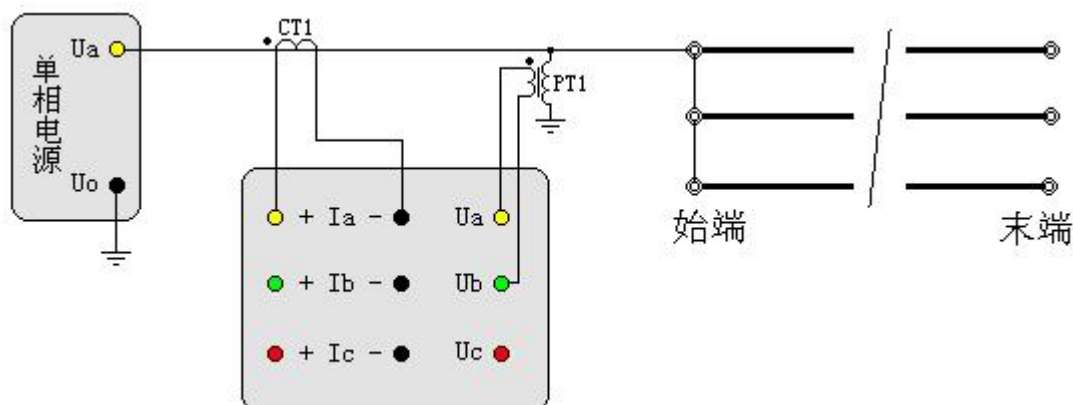 单相电源
Ua
Uo
CT1
PT1
+ Ia -
Ua
+ Ib -
Ub
+ Ic -
Uc
始端
末端